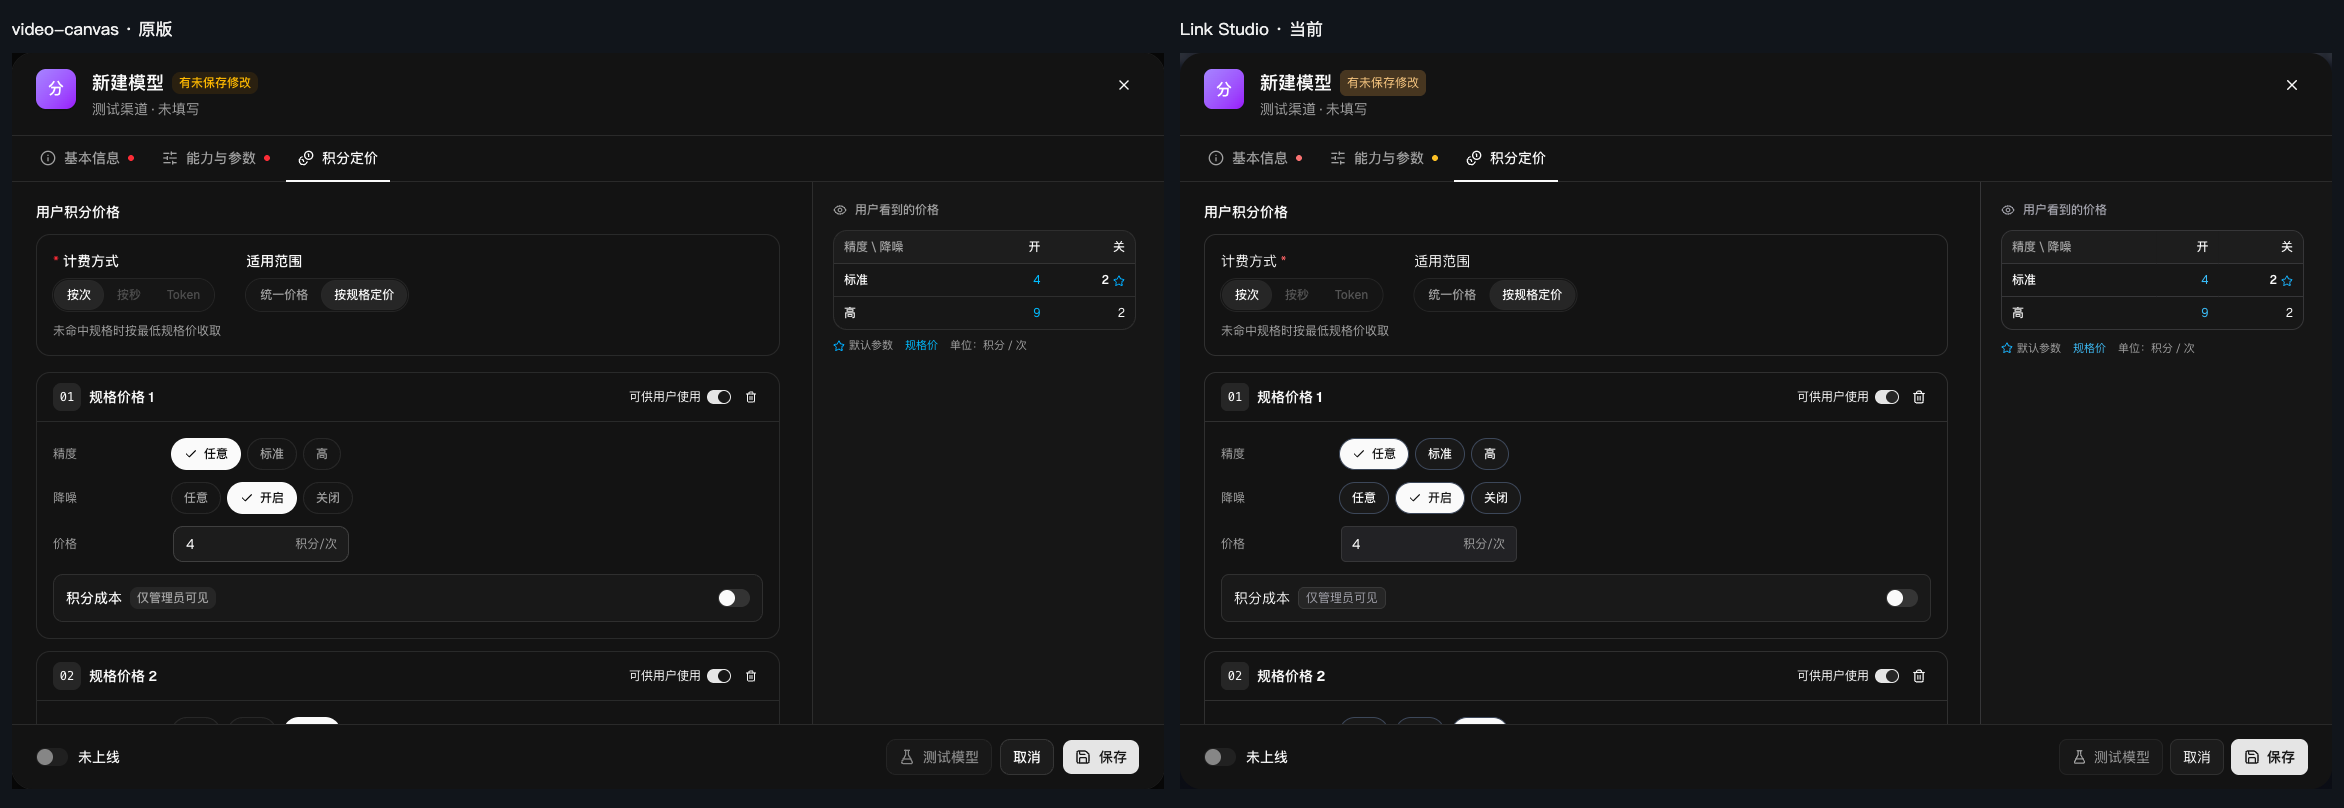 video-canvas · 原版
分
新建模型 有未保存修改
测试渠道 · 未填写
基本信息 能力与参数 积分定价
用户积分价格
* 计费方式 适用范围
按次 按秒 Token 统一价格 按规格定价
未命中规格时按最低规格价收取
01 规格价格 1 可供用户使用
精度 任意 标准 高
降噪 任意 开启 关闭
价格 4 积分/次
积分成本 仅管理员可见
02 规格价格 2 可供用户使用
用户看到的价格
精度 \ 降噪 开 关
标准 4 2
高 9 2
默认参数 规格价 单位：积分 / 次
未上线 测试模型 取消 保存
Link Studio · 当前
分
新建模型 有未保存修改
测试渠道 · 未填写
基本信息 能力与参数 积分定价
用户积分价格
计费方式 * 适用范围
按次 按秒 Token 统一价格 按规格定价
未命中规格时按最低规格价收取
01 规格价格 1 可供用户使用
精度 任意 标准 高
降噪 任意 开启 关闭
价格 4 积分/次
积分成本 仅管理员可见
02 规格价格 2 可供用户使用
用户看到的价格
精度 \ 降噪 开 关
标准 4 2
高 9 2
默认参数 规格价 单位：积分 / 次
未上线 测试模型 取消 保存